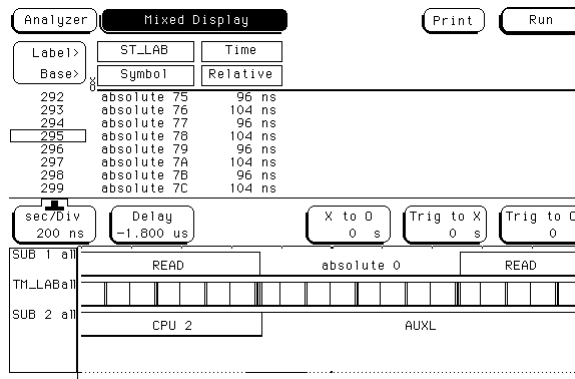 Analyzer Mixed Display Print Run
Label> ST_LAB Time
Base> Symbol Relative
X
O
292 absolute 75 96 ns
293 absolute 76 104 ns
294 absolute 77 96 ns
295 absolute 78 104 ns
296 absolute 79 96 ns
297 absolute 7A 104 ns
298 absolute 7B 96 ns
299 absolute 7C 104 ns
sec/Div Delay X to O Trig to X Trig to O
200 ns -1.800 us 0 s 0 s 0
SUB 1 all READ absolute 0 READ
TM_LABall
SUB 2 all CPU 2 AUXL